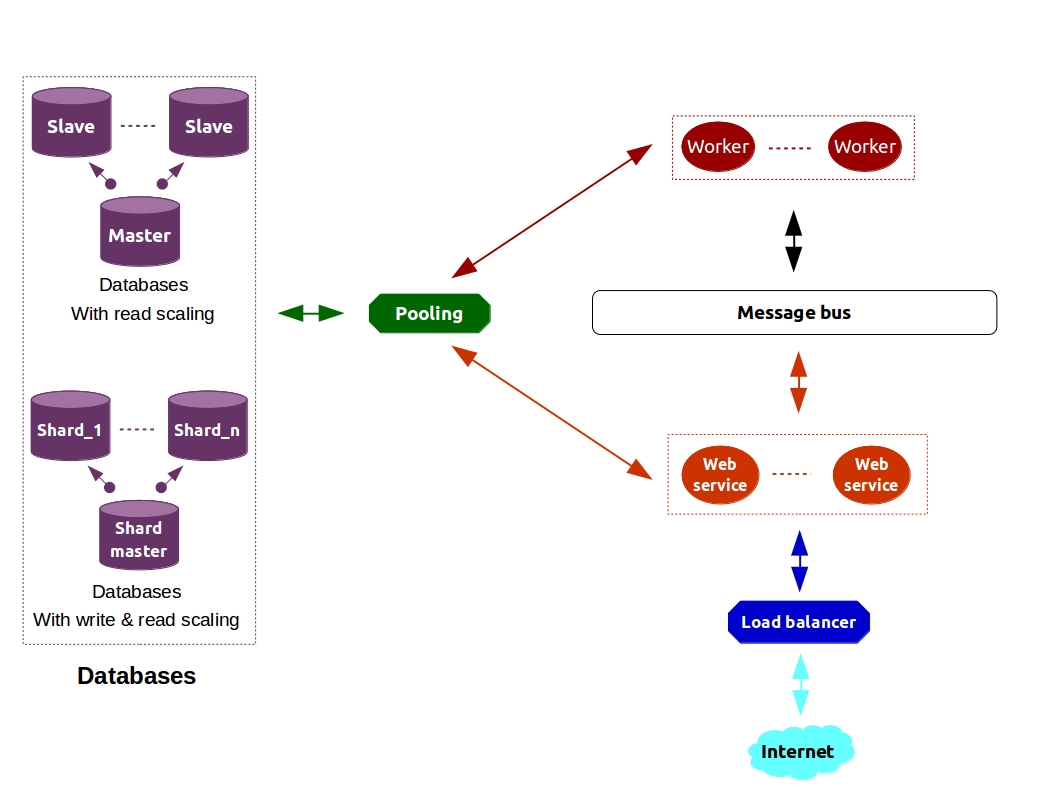 Slave
Slave
Master
Databases
With read scaling
Shard_1
Shard_n
Shard
master
Databases
With write & read scaling
Databases
Pooling
Worker
Worker
Message bus
Web
service
Web
service
Load balancer
Internet